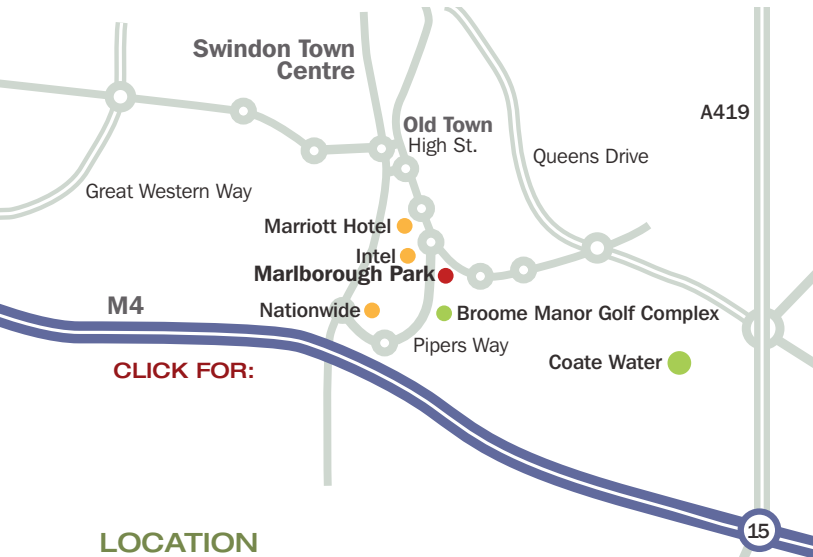 Swindon Town
Centre
A419
Old Town
High St.
Queens Drive
Great Western Way
Marriott Hotel
Intel
Marlborough Park
M4
Nationwide
Broome Manor Golf Complex
Pipers Way
Coate Water
CLICK FOR:
15
LOCATION